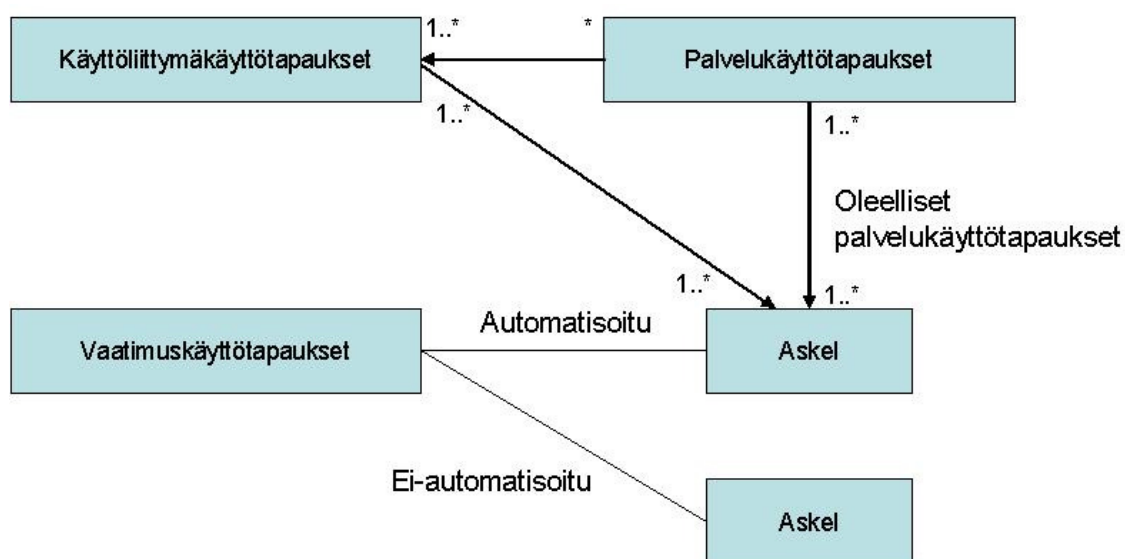 1..*
*
Käyttöliittymäkäyttötapaukset
Palvelukäyttötapaukset
1..*
1..*
Oleelliset
palvelukäyttötapaukset
1..*
1..*
Automatisoitu
Vaatimuskäyttötapaukset
Askel
Ei-automatisoitu
Askel